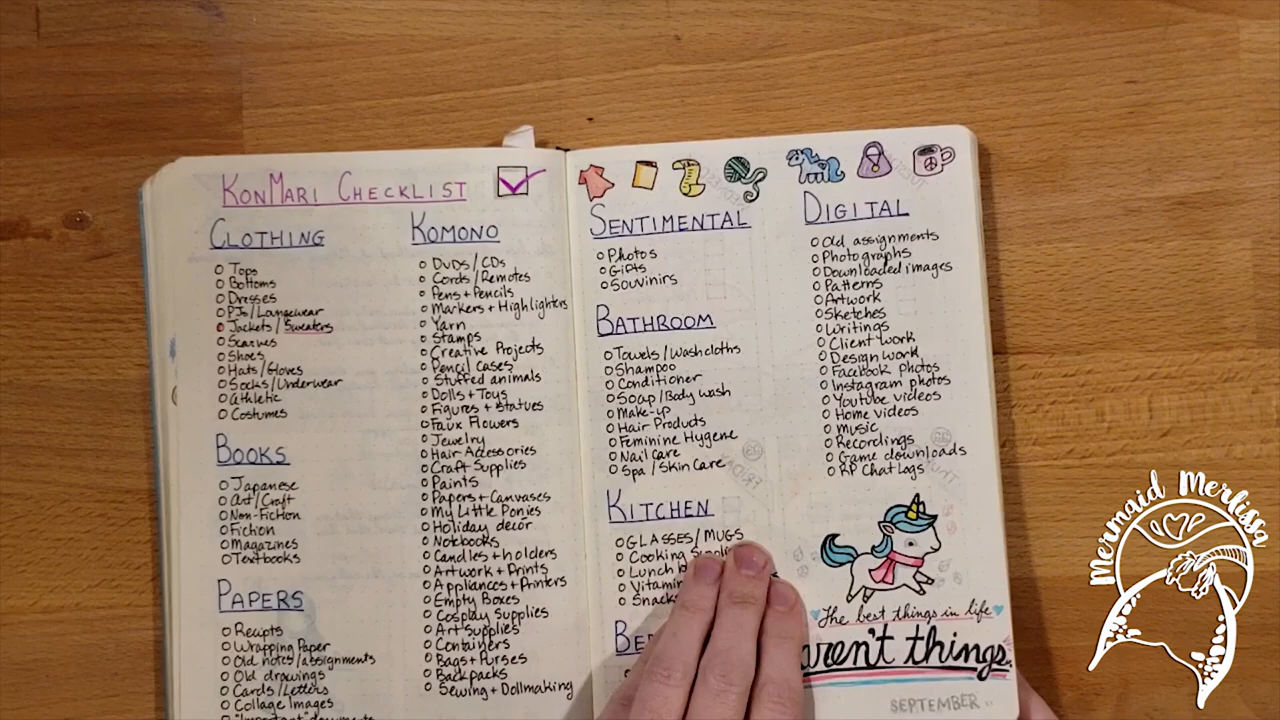 KONMARI CHECKLIST
CLOTHING
Tops
Bottoms
Dresses
PJs/Loungewear
Jackets/Sweaters
Scarves
Shoes
Hats/Gloves
Socks/Underwear
Athletic
Costumes
BOOKS
Japanese
Art/Craft
Non-Fiction
Fiction
Magazines
Textbooks
PAPERS
Recipts
Wrapping Paper
Old notes/assignments
Old drawings
Cards/Letters
Collage Images
"Important" documents
KOMONO
DVDs/CDs
Cords/Remotes
Pens+Pencils
Markers+Highlighters
Yarn
Stamps
Creative Projects
Pencil cases
Stuffed animals
Dolls+Toys
Figures+Statues
Faux Flowers
Jewelry
Hair Accessories
Craft Supplies
Paints
Papers+Canvases
My Little Ponies
Holiday decor
Notebooks
Candles+holders
Artwork+Prints
Appliances+Printers
Empty Boxes
Cosplay Supplies
Art Supplies
Containers
Bags+Purses
Backpacks
Sewing+Dollmaking
SENTIMENTAL
Photos
Gifts
Souvinirs
BATHROOM
Towels/Washcloths
Shampoo
Conditioner
Soap/Body wash
Make-up
Hair Products
Feminine Hygene
Nail care
Spa/Skin Care
KITCHEN
GLASSES/MUGS
Cooking
Lunch
Vitamin
Snacks
DIGITAL
Old assignments
Photographs
Downloaded images
Patterns
Artwork
Sketches
Writings
Client work
Design work
Facebook photos
Instagram photos
Youtube videos
Home videos
Music
Recordings
Game downloads
RP Chat Logs
The best things in life
aren't things.
SEPTEMBER
Mermaid Merlissa